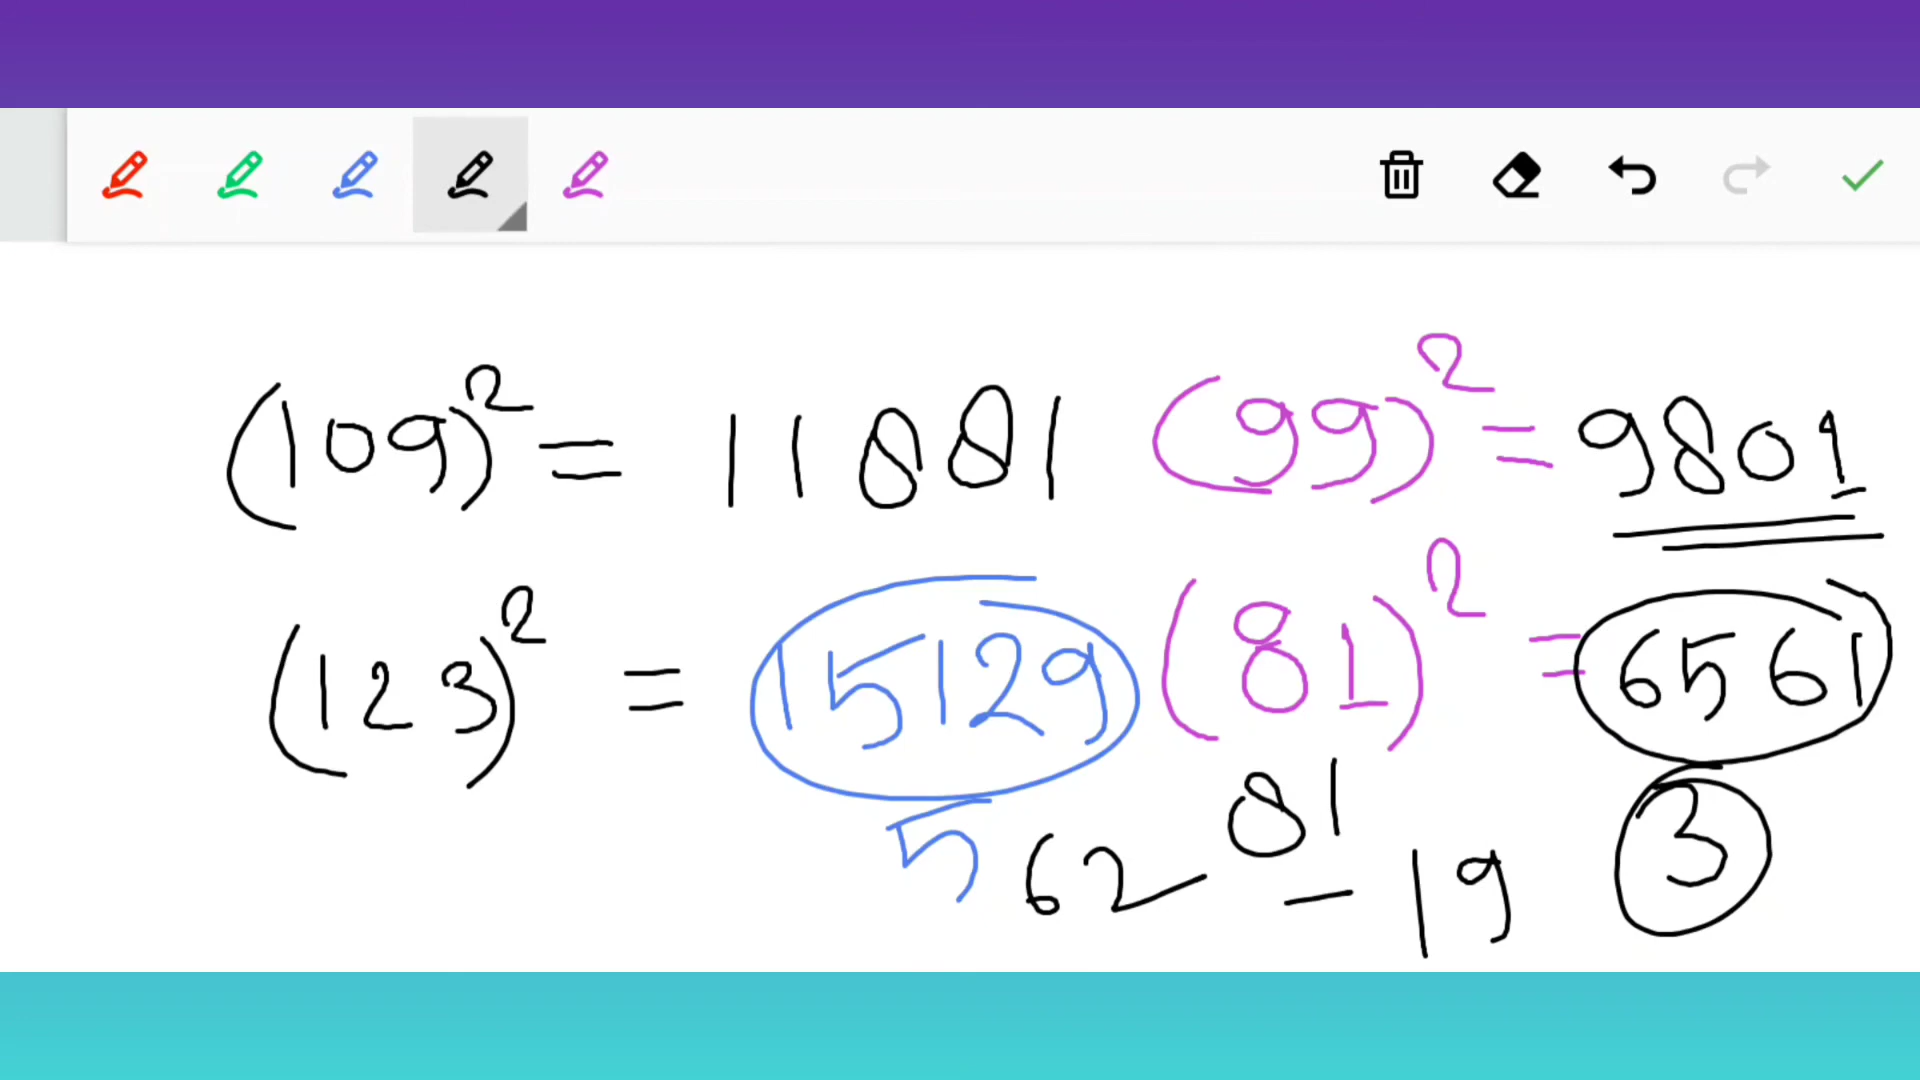 (109)² = 11881 (99)² = 9801
(123)² = 15129 (81)² = 6561
5 62 81 - 19 3